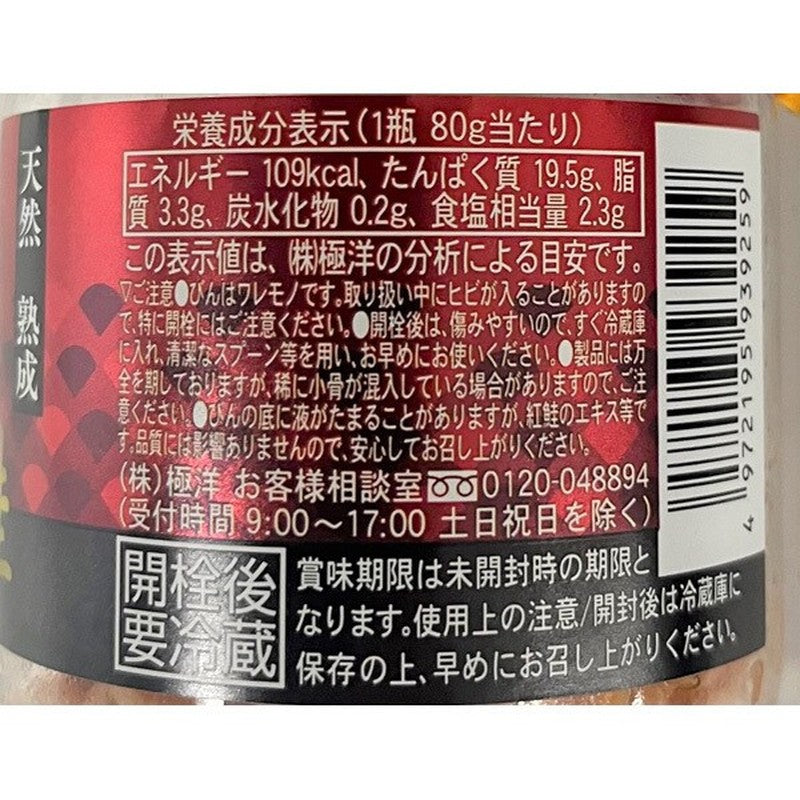 天然 熟成
栄養成分表示(1瓶 80g当たり)
エネルギー 109kcal、たんぱく質 19.5g、脂
質 3.3g、炭水化物 0.2g、食塩相当量 2.3g
この表示値は、(株)極洋の分析による目安です。
▽ご注意●びんはワレモノです。取り扱い中にヒビが入ることがありますの
で、特に開栓にはご注意ください。●開栓後は、傷みやすいので、すぐ冷蔵庫
に入れ、清潔なスプーン等を用い、お早めにお使いください。●製品には万
全を期しておりますが、稀に小骨が混入している場合がありますので、ご注
意ください。●びんの底に液がたまることがありますが、紅鮭のエキス等で
す。品質には影響ありませんので、安心してお召し上がりください。
(株)極洋 お客様相談室 0120-048894
(受付時間 9:00〜17:00 土日祝日を除く)
開栓後
要冷蔵
賞味期限は未開封時の期限と
なります。使用上の注意/開封後は冷蔵庫に
保存の上、早めにお召し上がりください。
4 972195 939259